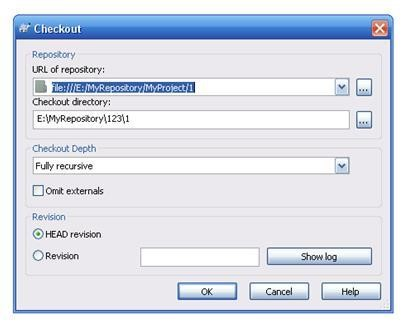 Checkout
Repository
URL of repository:
file:///E:/MyRepository/MyProject/1
...
Checkout directory:
E:\MyRepository\123\1
...
Checkout Depth
Fully recursive
Omit externals
Revision
HEAD revision
Revision
Show log
OK
Cancel
Help